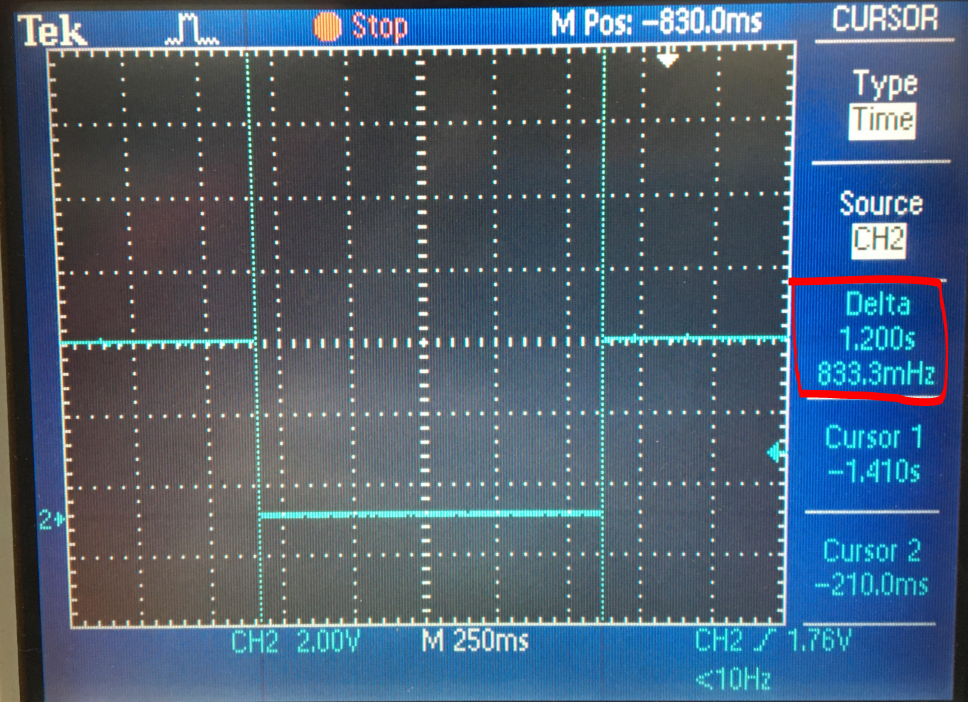 Tek Stop M Pos: -830.0ms CURSOR
Type
Time
Source
CH2
Delta
1.200s
833.3mHz
Cursor 1
-1.410s
Cursor 2
-210.0ms
2
CH2 2.00V M 250ms CH2 1.76V
<10Hz